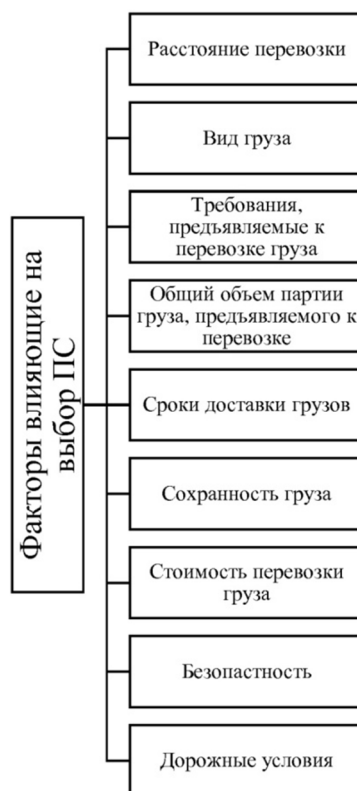 Факторы влияющие на
выбор ПС
Расстояние перевозки
Вид груза
Требования,
предъявляемые к
перевозке груза
Общий объем партии
груза, предъявляемого к
перевозке
Сроки доставки грузов
Сохранность груза
Стоимость перевозки
груза
Безопастность
Дорожные условия